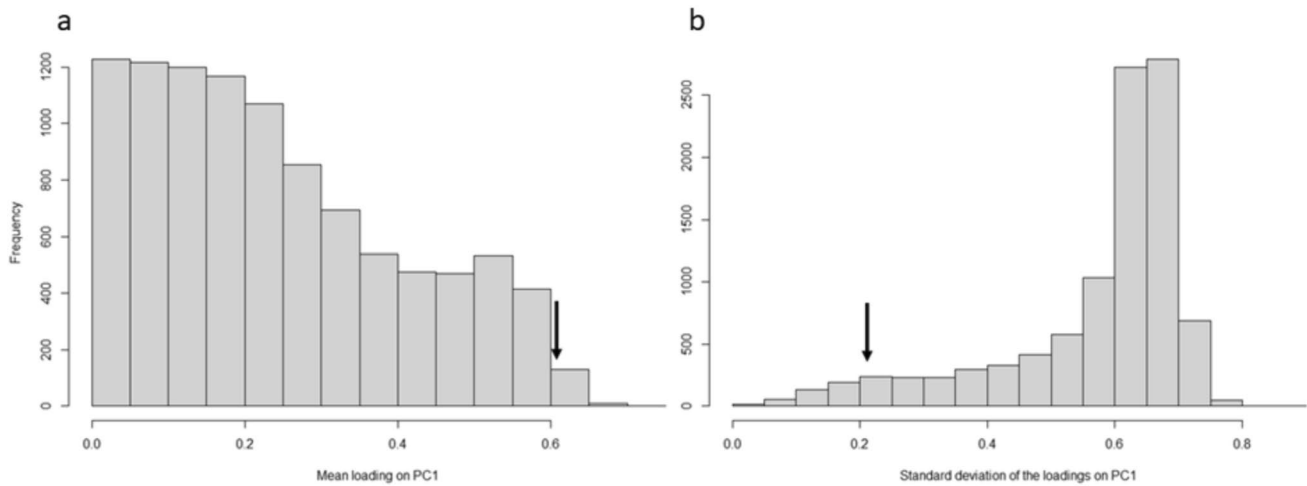 a
b
1200
1000
800
600
400
200
0
Frequency
0.0 0.2 0.4 0.6
Mean loading on PC1
2500
2000
1500
1000
500
0
0.0 0.2 0.4 0.6 0.8
Standard deviation of the loadings on PC1